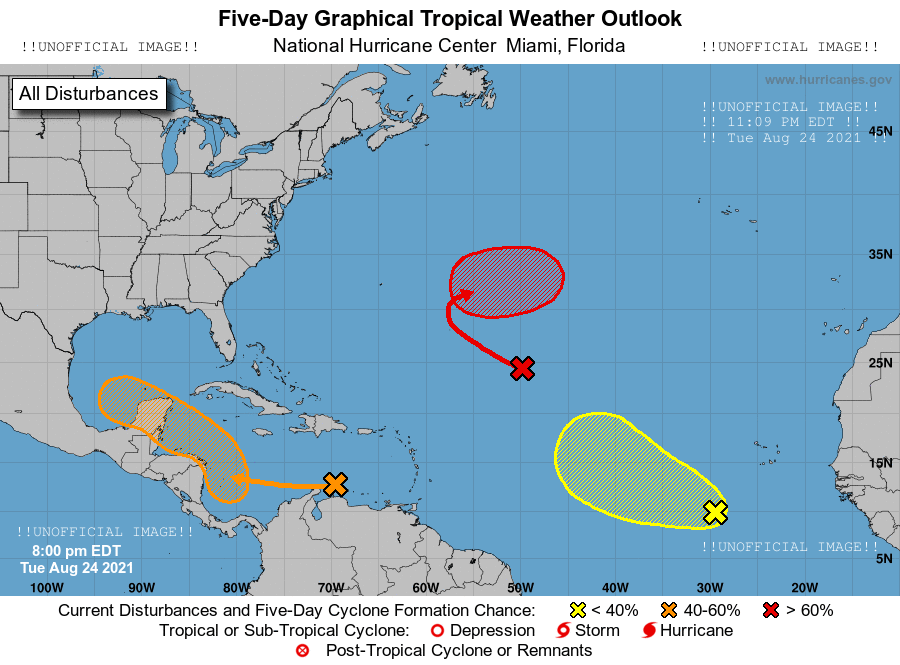 Five-Day Graphical Tropical Weather Outlook
!!UNOFFICIAL IMAGE!! National Hurricane Center Miami, Florida !!UNOFFICIAL IMAGE!!
www.hurricanes.gov
All Disturbances
!!UNOFFICIAL IMAGE!!
!! 11:09 PM EDT !!
!! Tue Aug 24 2021 !!
45N
35N
25N
15N
!!UNOFFICIAL IMAGE!!
!!UNOFFICIAL IMAGE!!
8:00 pm EDT
5N
Tue Aug 24 2021
100W 90W 80W 70W 60W 50W 40W 30W 20W
Current Disturbances and Five-Day Cyclone Formation Chance: < 40% 40-60% > 60%
Tropical or Sub-Tropical Cyclone: Depression Storm Hurricane
Post-Tropical Cyclone or Remnants